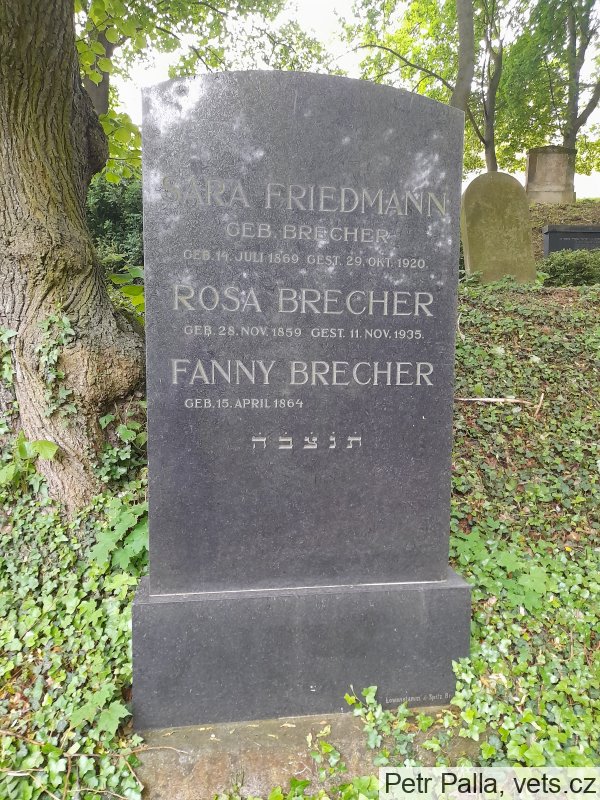 SARA FRIEDMANN
GEB. BRECHER
GEB. 14. JULI 1869 GEST. 29. OKT. 1920.
ROSA BRECHER
GEB. 28. NOV. 1859 GEST. 11. NOV. 1935.
FANNY BRECHER
GEB. 15. APRIL 1864
ת נ צ ב ה
Petr Palla, vets.cz